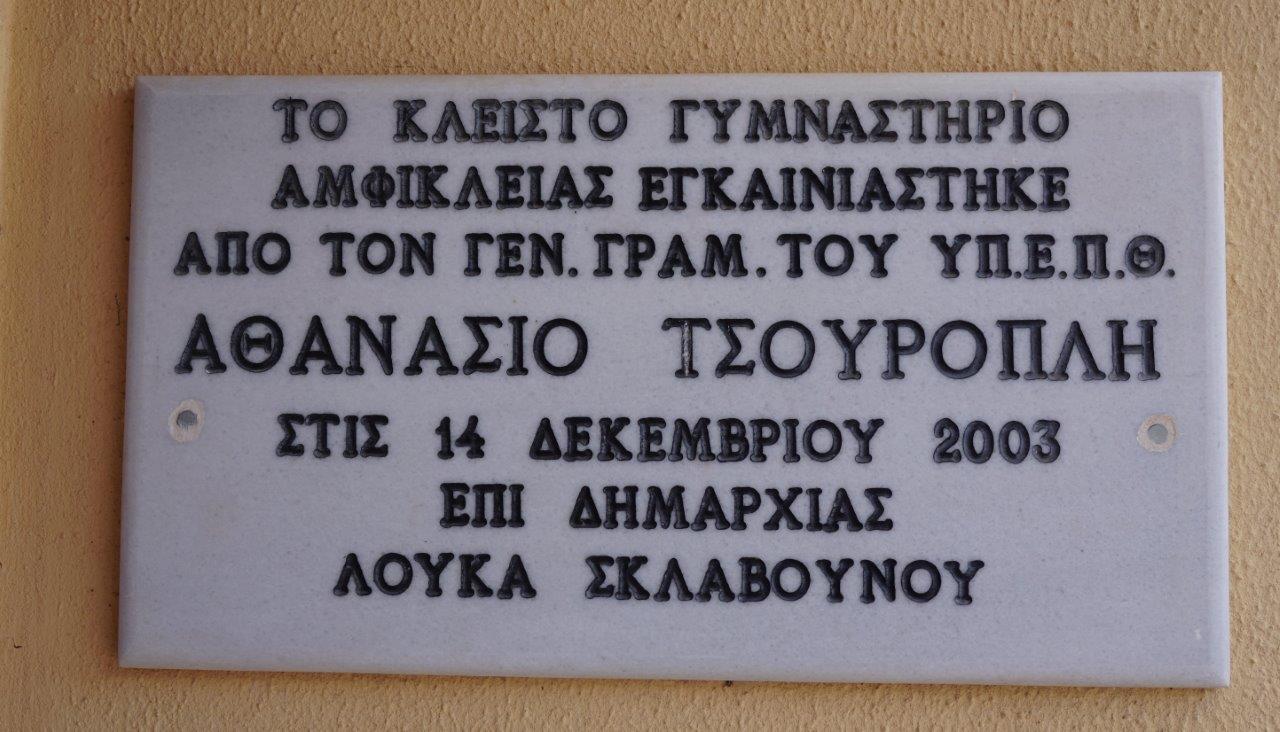 ΤΟ ΚΛΕΙΣΤΟ ΓΥΜΝΑΣΤΗΡΙΟ
ΑΜΦΙΚΛΕΙΑΣ ΕΓΚΑΙΝΙΑΣΤΗΚΕ
ΑΠΟ ΤΟΝ ΓΕΝ. ΓΡΑΜ. ΤΟΥ ΥΠ.Ε.Π.Θ.
ΑΘΑΝΑΣΙΟ ΤΣΟΥΡΟΠΛΗ
ΣΤΙΣ 14 ΔΕΚΕΜΒΡΙΟΥ 2003
ΕΠΙ ΔΗΜΑΡΧΙΑΣ
ΛΟΥΚΑ ΣΚΛΑΒΟΥΝΟΥ